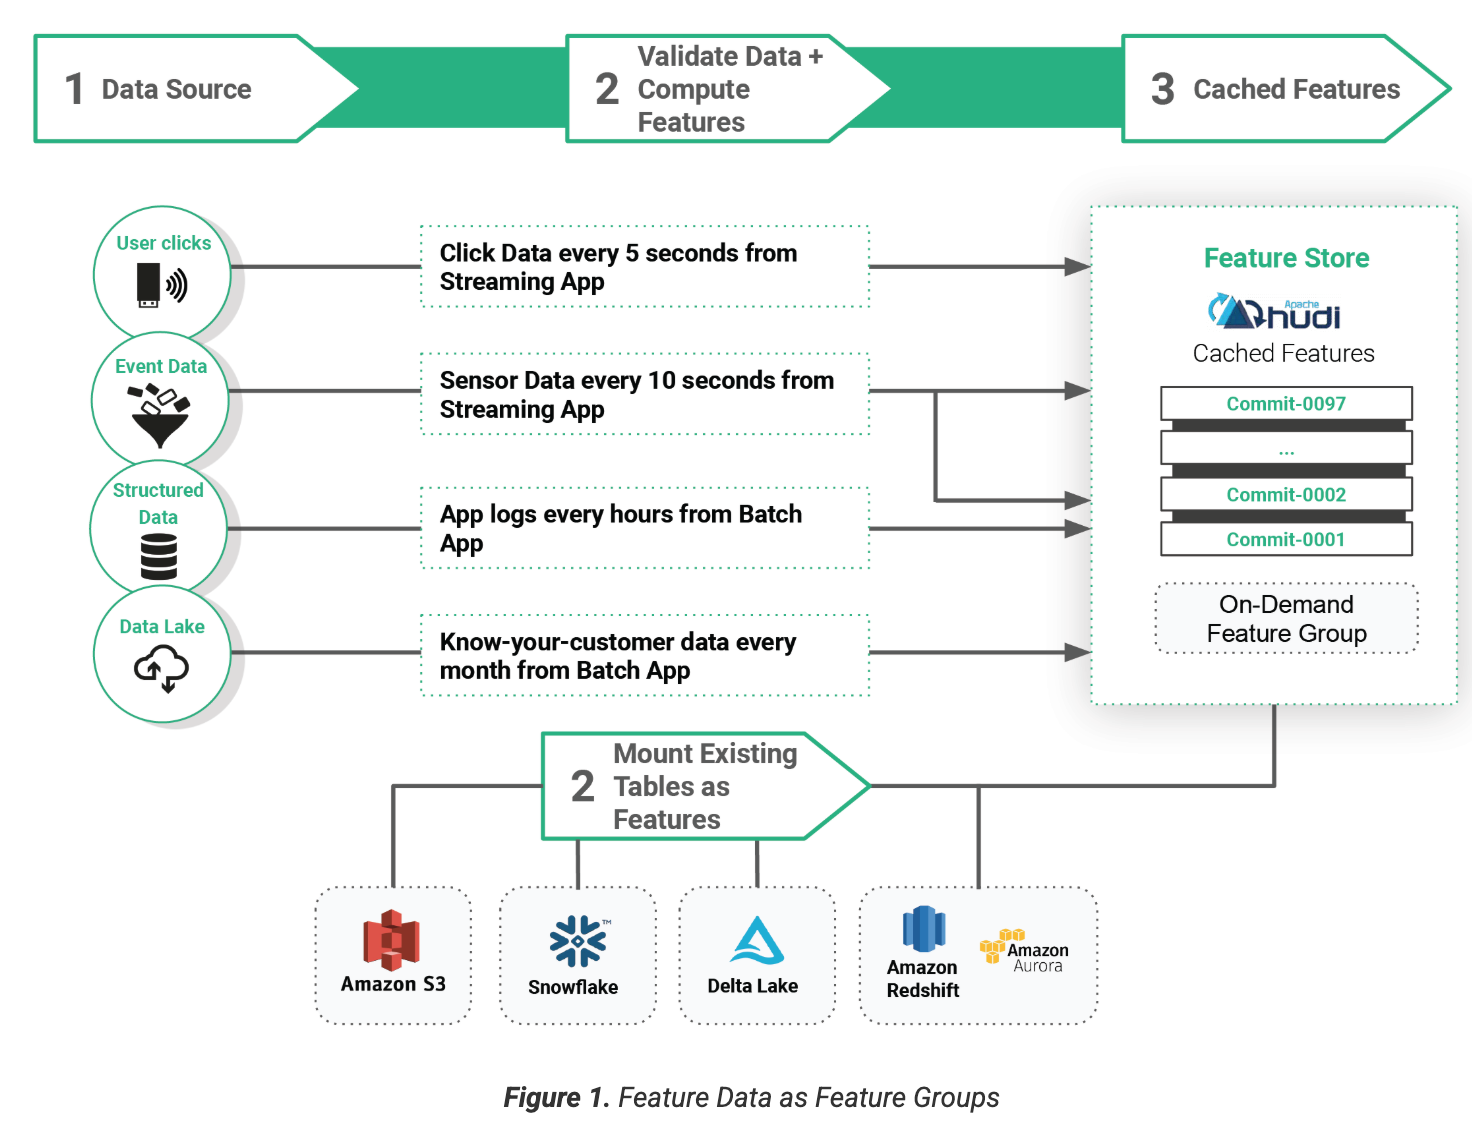 1 Data Source
2 Validate Data +
Compute
Features
3 Cached Features
User clicks
Click Data every 5 seconds from
Streaming App
Event Data
Sensor Data every 10 seconds from
Streaming App
Structured
Data
App logs every hours from Batch
App
Data Lake
Know-your-customer data every
month from Batch App
Feature Store
Apache
hudi
Cached Features
Commit-0097
...
Commit-0002
Commit-0001
On-Demand
Feature Group
2 Mount Existing
Tables as
Features
Amazon S3
Snowflake
TM
Delta Lake
Amazon
Redshift
Amazon
Aurora
Figure 1. Feature Data as Feature Groups